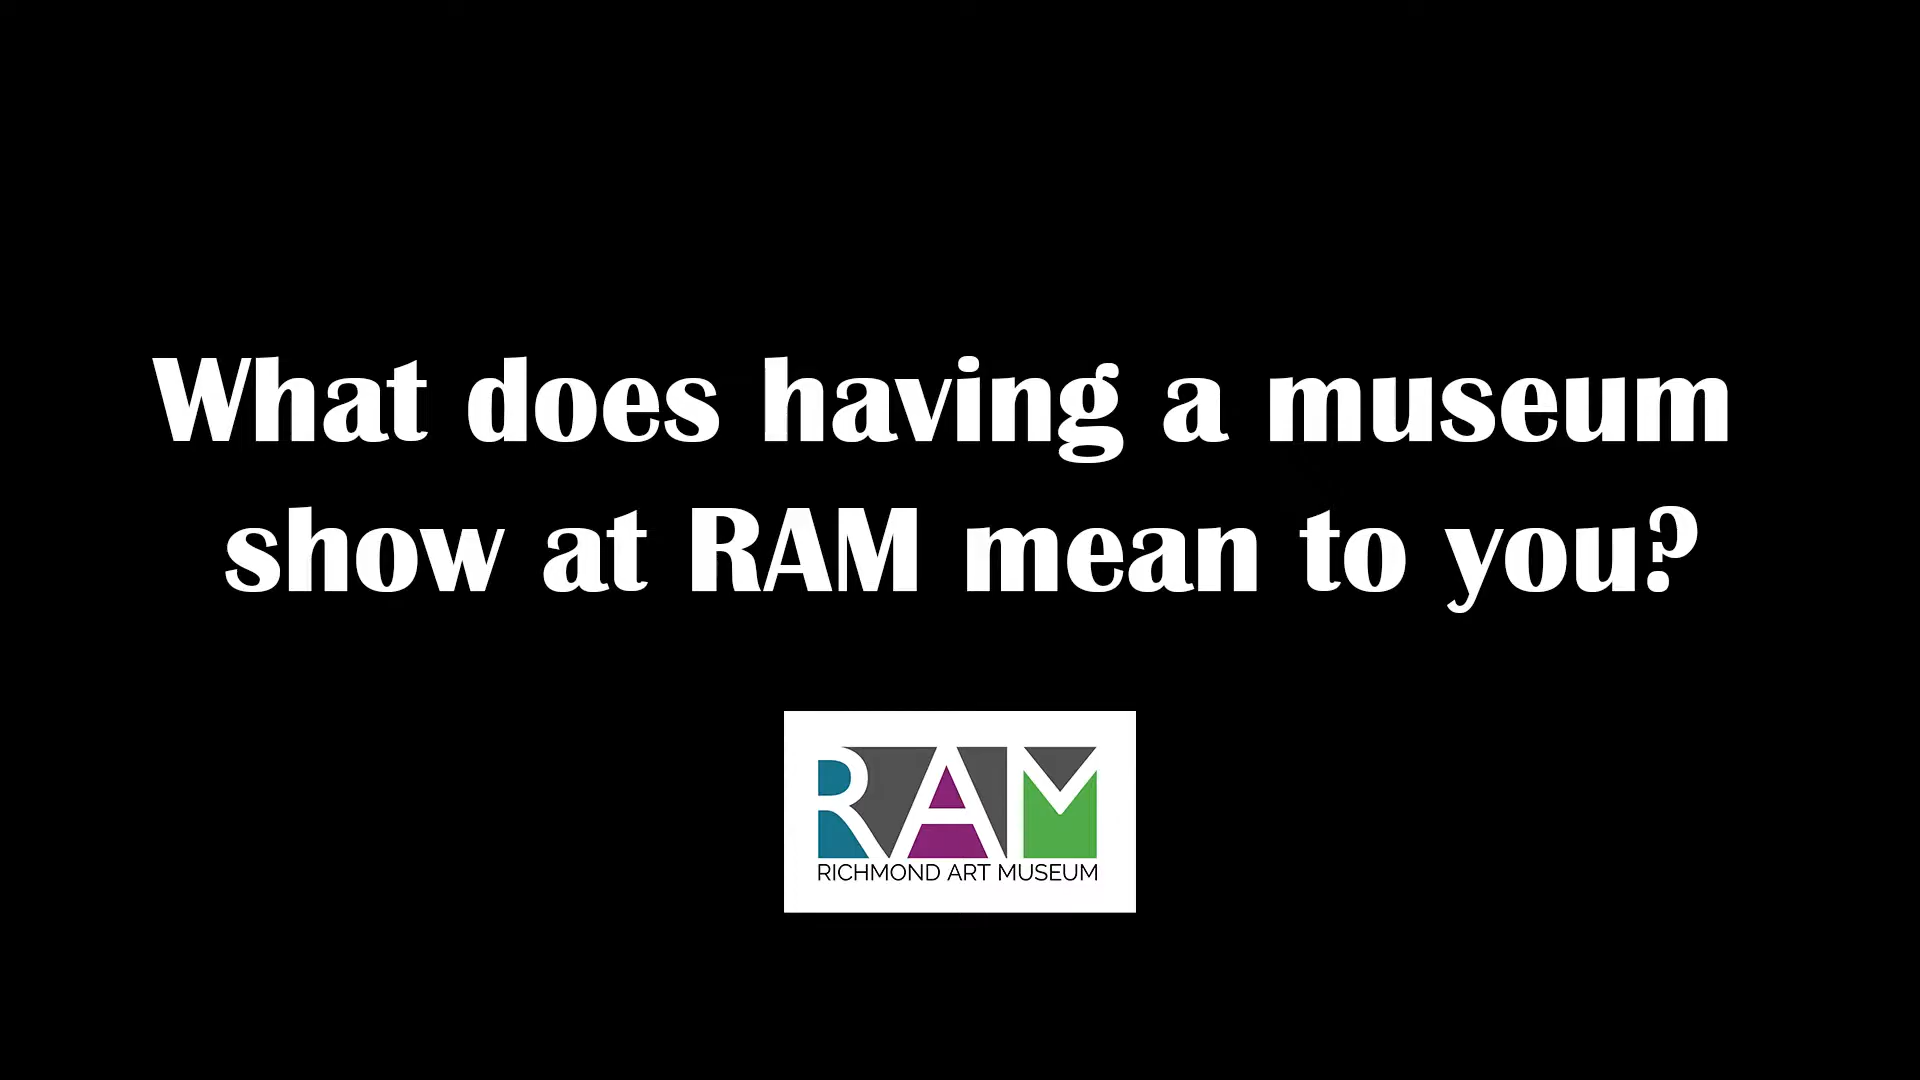 What does having a museum
show at RAM mean to you?
RAM
RICHMOND ART MUSEUM